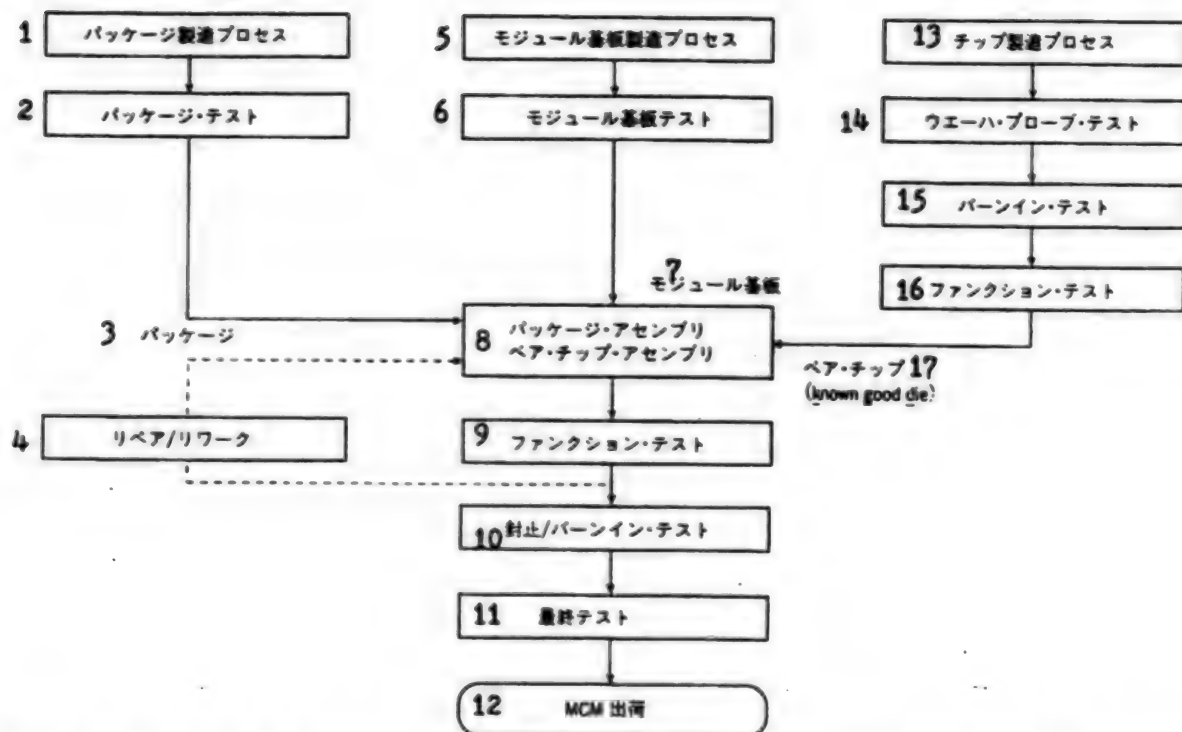 1 パッケージ製造プロセス
2 パッケージ・テスト
3 パッケージ
4 リペア/リワーク
5 モジュール基板製造プロセス
6 モジュール基板テスト
7 モジュール基板
8 パッケージ・アセンブリ
ベア・チップ・アセンブリ
9 ファンクション・テスト
10 封止/バーンイン・テスト
11 最終テスト
12 MCM 出荷
13 チップ製造プロセス
14 ウエーハ・プローブ・テスト
15 バーンイン・テスト
16 ファンクション・テスト
ベア・チップ 17
(known good die)